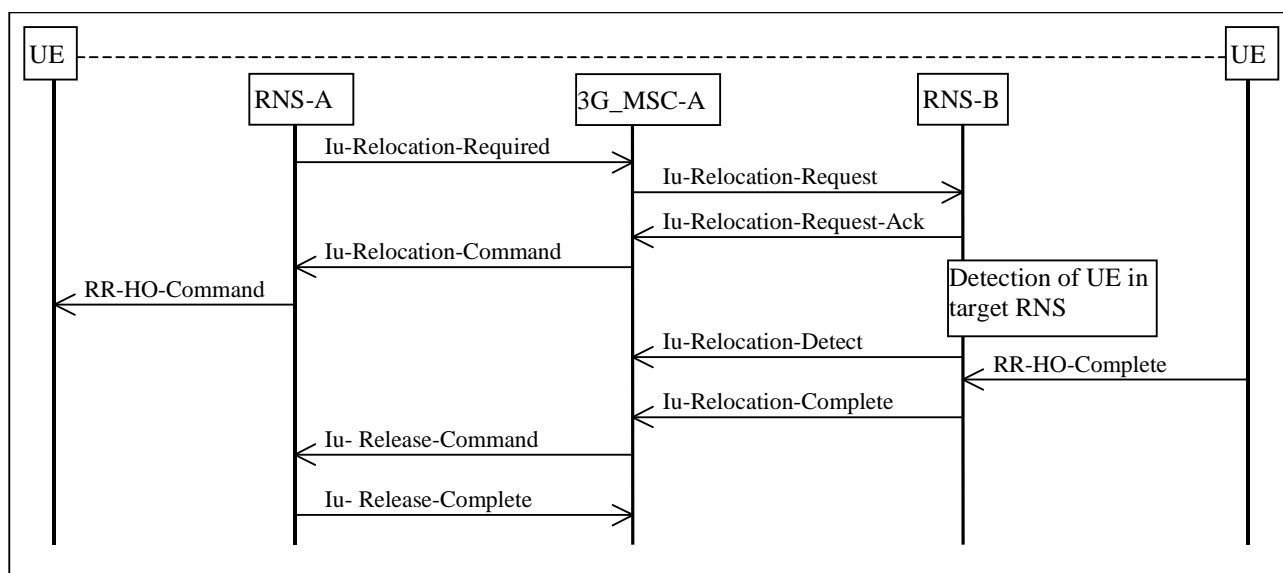 UE
UE
RNS-A
3G_MSC-A
RNS-B
Iu-Relocation-Required
Iu-Relocation-Request
Iu-Relocation-Request-Ack
Iu-Relocation-Command
RR-HO-Command
Detection of UE in
target RNS
Iu-Relocation-Detect
RR-HO-Complete
Iu-Relocation-Complete
Iu- Release-Command
Iu- Release-Complete